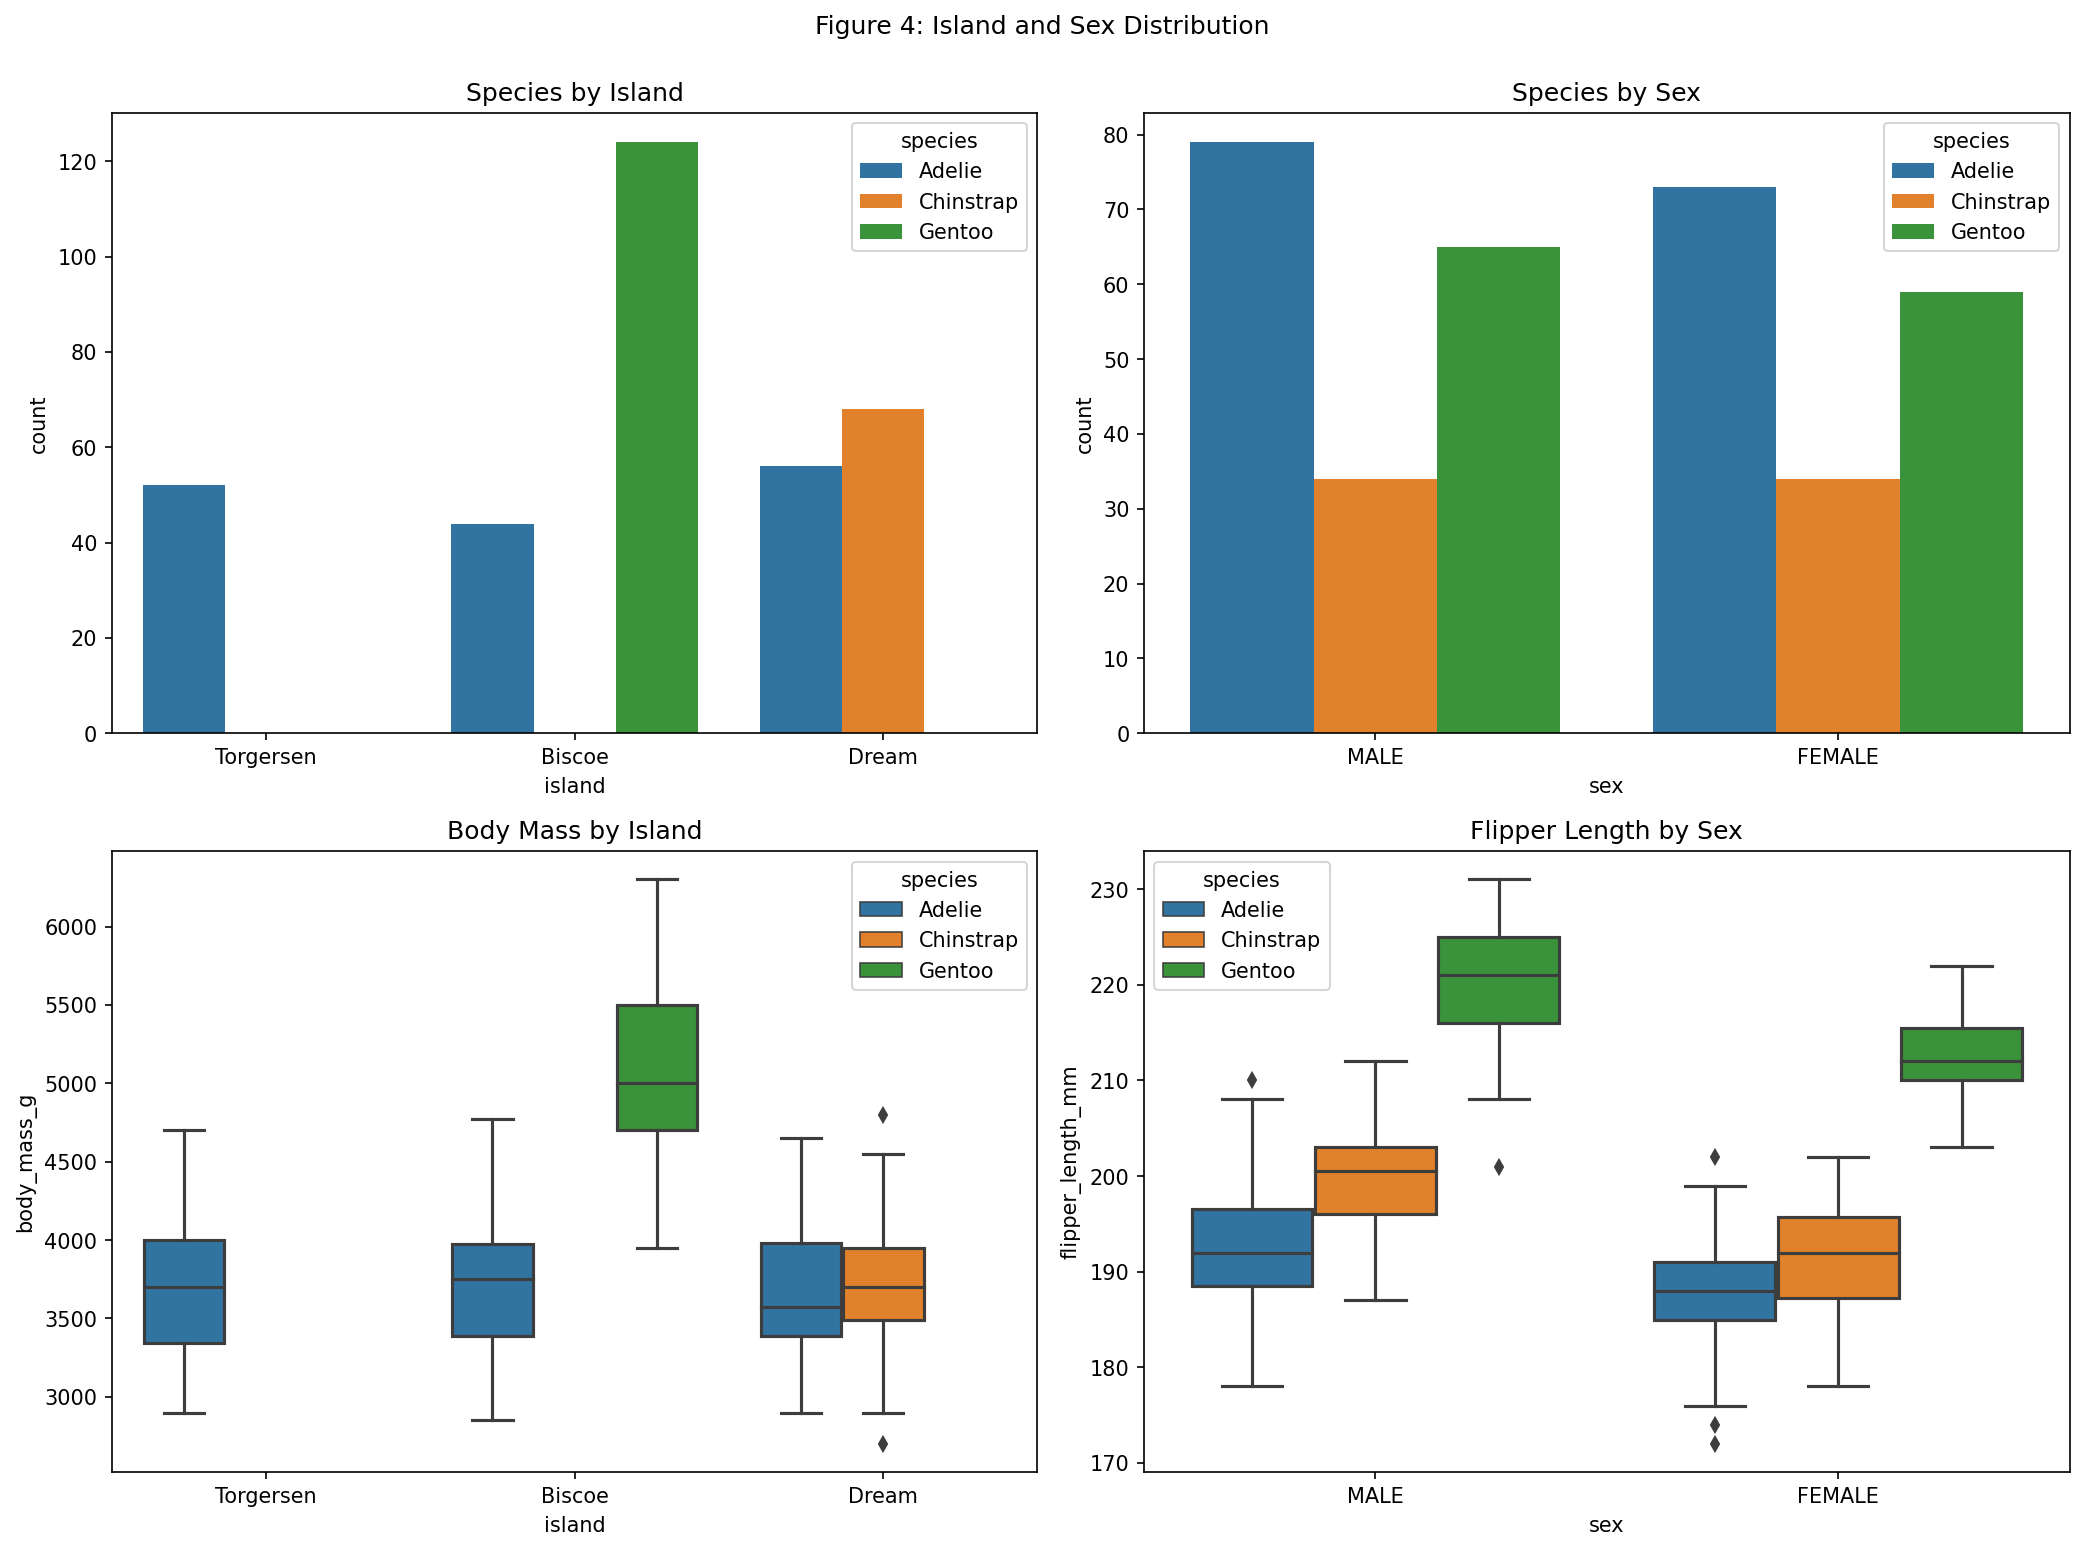 Figure 4: Island and Sex Distribution
Species by Island
120
100
80
60
40
20
0
count
Torgersen Biscoe Dream
island
species
Adelie
Chinstrap
Gentoo
Species by Sex
80
70
60
50
40
30
20
10
0
count
MALE FEMALE
sex
species
Adelie
Chinstrap
Gentoo
Body Mass by Island
6000
5500
5000
4500
4000
3500
3000
body_mass_g
Torgersen Biscoe Dream
island
species
Adelie
Chinstrap
Gentoo
Flipper Length by Sex
230
220
210
200
190
180
170
flipper_length_mm
MALE FEMALE
sex
species
Adelie
Chinstrap
Gentoo